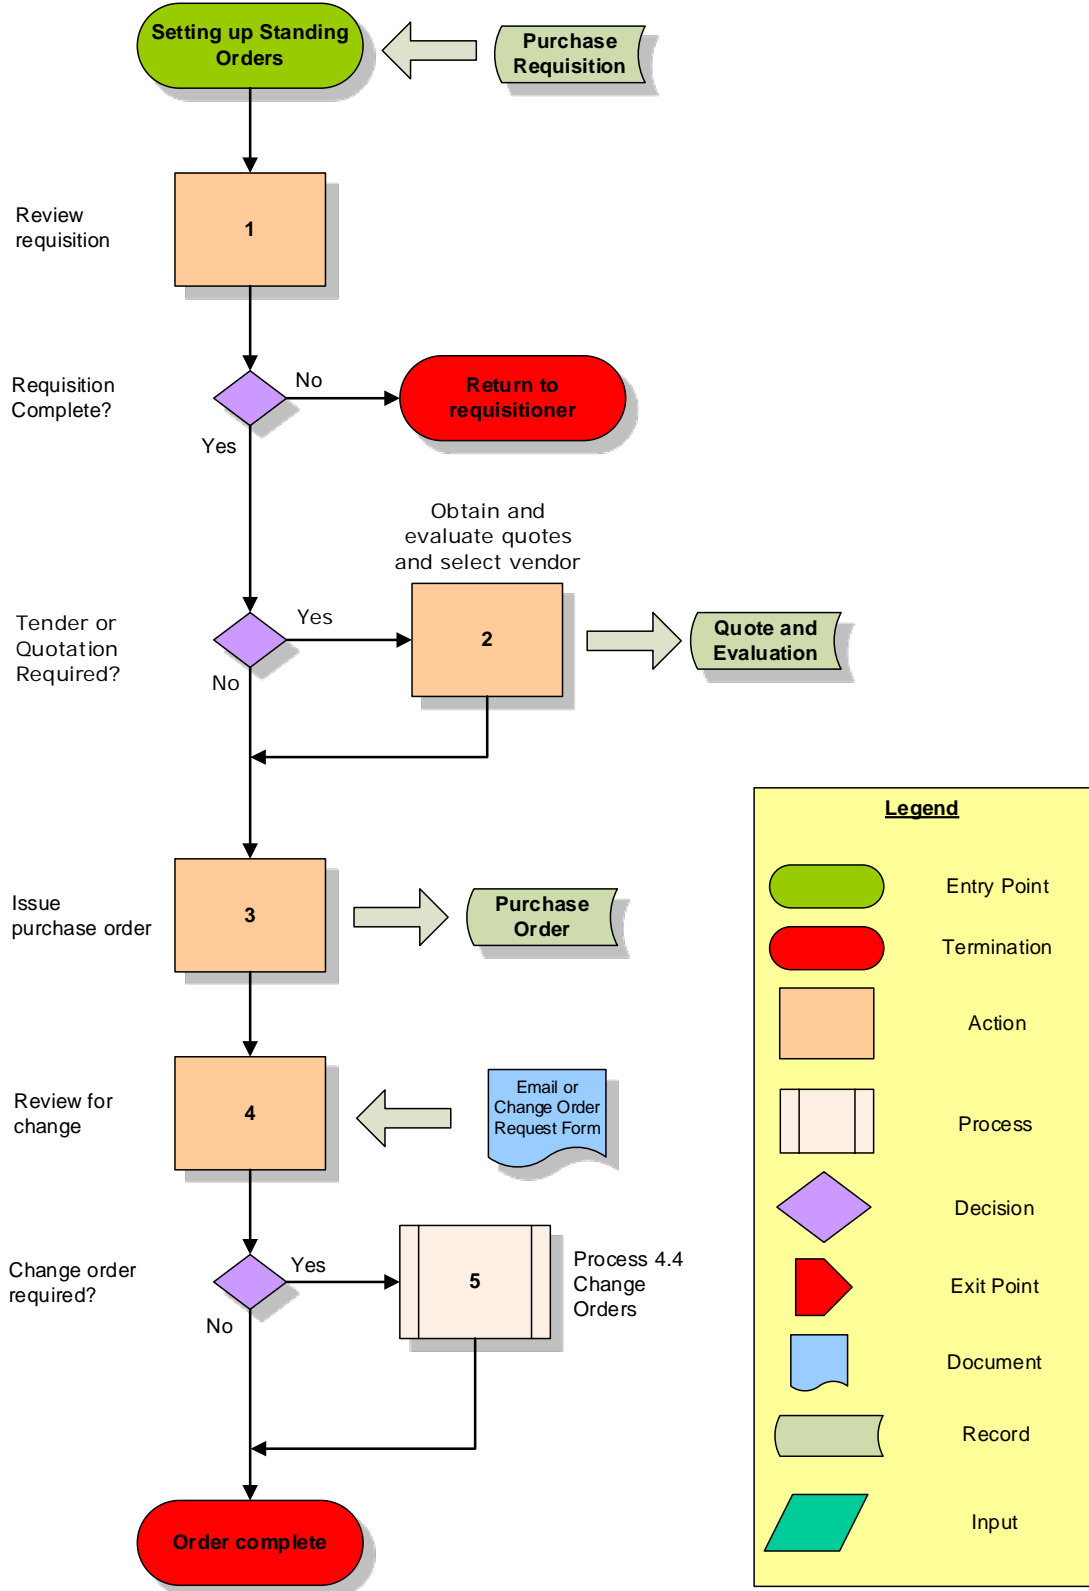 Setting up Standing
Orders
Purchase
Requisition
Review
requisition
1
Requisition
Complete?
No
Return to
requisitioner
Yes
Obtain and
evaluate quotes
and select vendor
Tender or
Quotation
Required?
Yes
2
Quote and
Evaluation
No
Issue
purchase order
3
Purchase
Order
Review for
change
4
Email or
Change Order
Request Form
Change order
required?
Yes
5
Process 4.4
Change
Orders
No
Order complete
Legend
Entry Point
Termination
Action
Process
Decision
Exit Point
Document
Record
Input